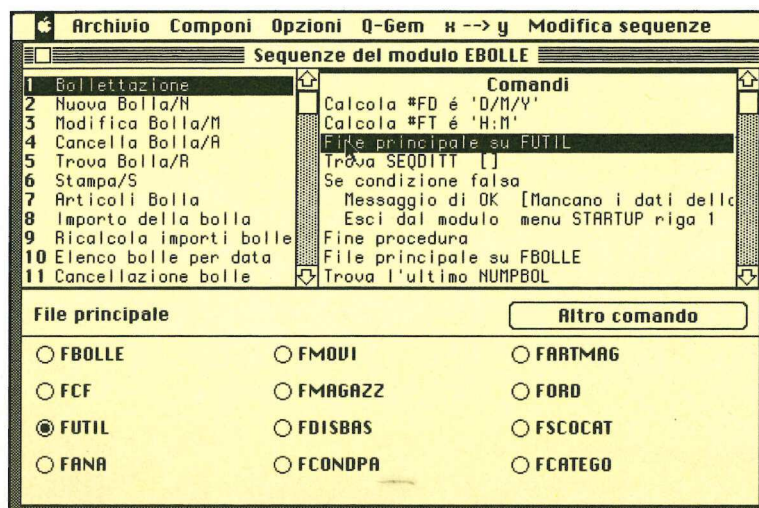 Archivio Componi Opzioni Q-Gem x --> y Modifica sequenze
Sequenze del modulo EBOLLE
1 Bollettazione
2 Nuova Bolla/N
3 Modifica Bolla/M
4 Cancella Bolla/A
5 Trova Bolla/R
6 Stampa/S
7 Articoli Bolla
8 Importo della bolla
9 Ricalcola importi bolle
10 Elenco bolle per data
11 Cancellazione bolle
Comandi
Calcola #FD é 'D/M/Y'
Calcola #FT é 'H:M'
File principale su FUTIL
Trova SEQDITT []
Se condizione falsa
Messaggio di OK [Mancano i dati dello
Esci dal modulo menu STARTUP riga 1
Fine procedura
File principale su FBOLLE
Trova l'ultimo NUMPBOL
File principale
Altro comando
FBOLLE FMOVI FARTMAG
FCF FMAGAZZ FORD
FUTIL FDISBAS FSCOCAT
FANA FCONDPA FCATEGO